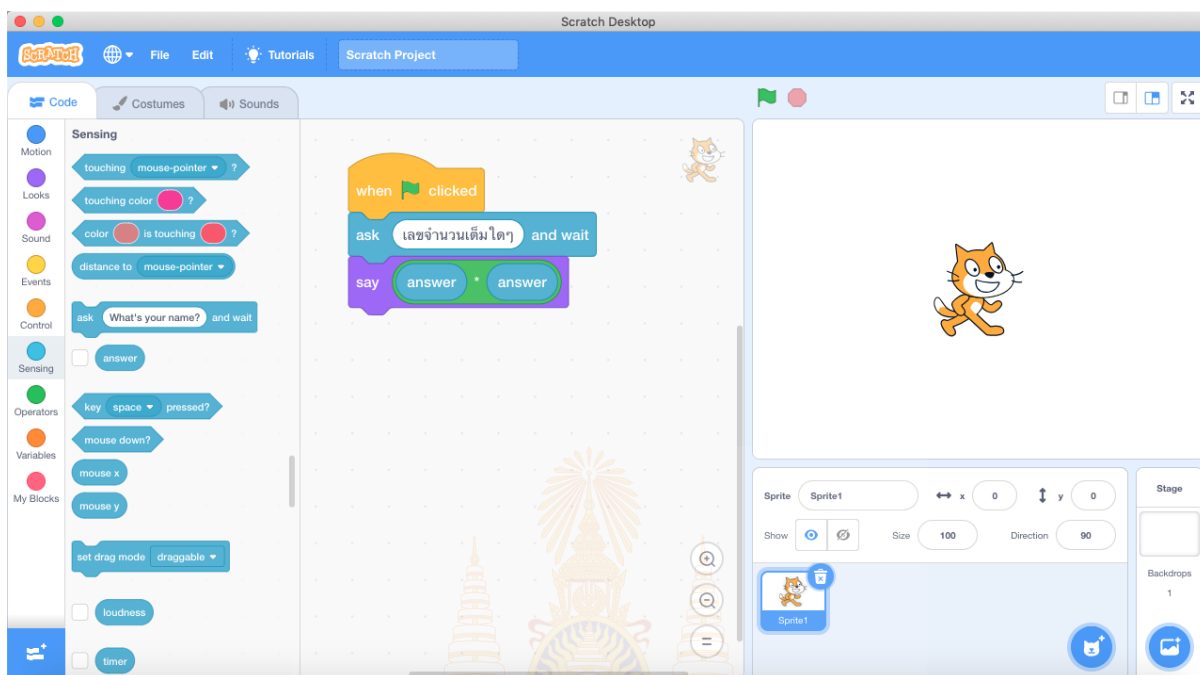 Scratch Desktop
SCRATCH
File
Edit
Tutorials
Scratch Project
Code
Costumes
Sounds
Motion
Looks
Sound
Events
Control
Sensing
Operators
Variables
My Blocks
Sensing
touching mouse-pointer ?
touching color ?
color is touching ?
distance to mouse-pointer
ask What's your name? and wait
answer
key space pressed?
mouse down?
mouse x
mouse y
set drag mode draggable
loudness
timer
when clicked
ask เลขจำนวนเต็มใดๆ and wait
say answer * answer
Sprite Sprite1 x 0 y 0
Show Size 100 Direction 90
Sprite1
Stage
Backdrops
1